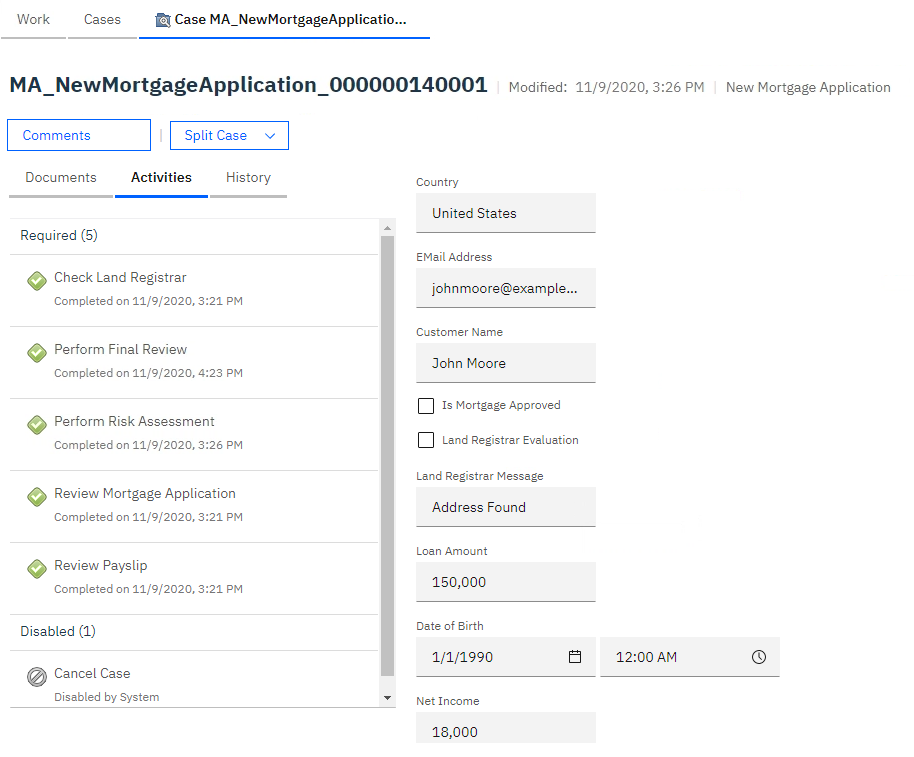 Work
Cases
Case MA_NewMortgageApplicatio...
MA_NewMortgageApplication_000000140001 | Modified: 11/9/2020, 3:26 PM | New Mortgage Application
Comments | Split Case
Documents
Activities
History
Required (5)
Check Land Registrar
Completed on 11/9/2020, 3:21 PM
Perform Final Review
Completed on 11/9/2020, 4:23 PM
Perform Risk Assessment
Completed on 11/9/2020, 3:26 PM
Review Mortgage Application
Completed on 11/9/2020, 3:21 PM
Review Payslip
Completed on 11/9/2020, 3:21 PM
Disabled (1)
Cancel Case
Disabled by System
Country
United States
EMail Address
johnmoore@example...
Customer Name
John Moore
Is Mortgage Approved
Land Registrar Evaluation
Land Registrar Message
Address Found
Loan Amount
150,000
Date of Birth
1/1/1990
12:00 AM
Net Income
18,000